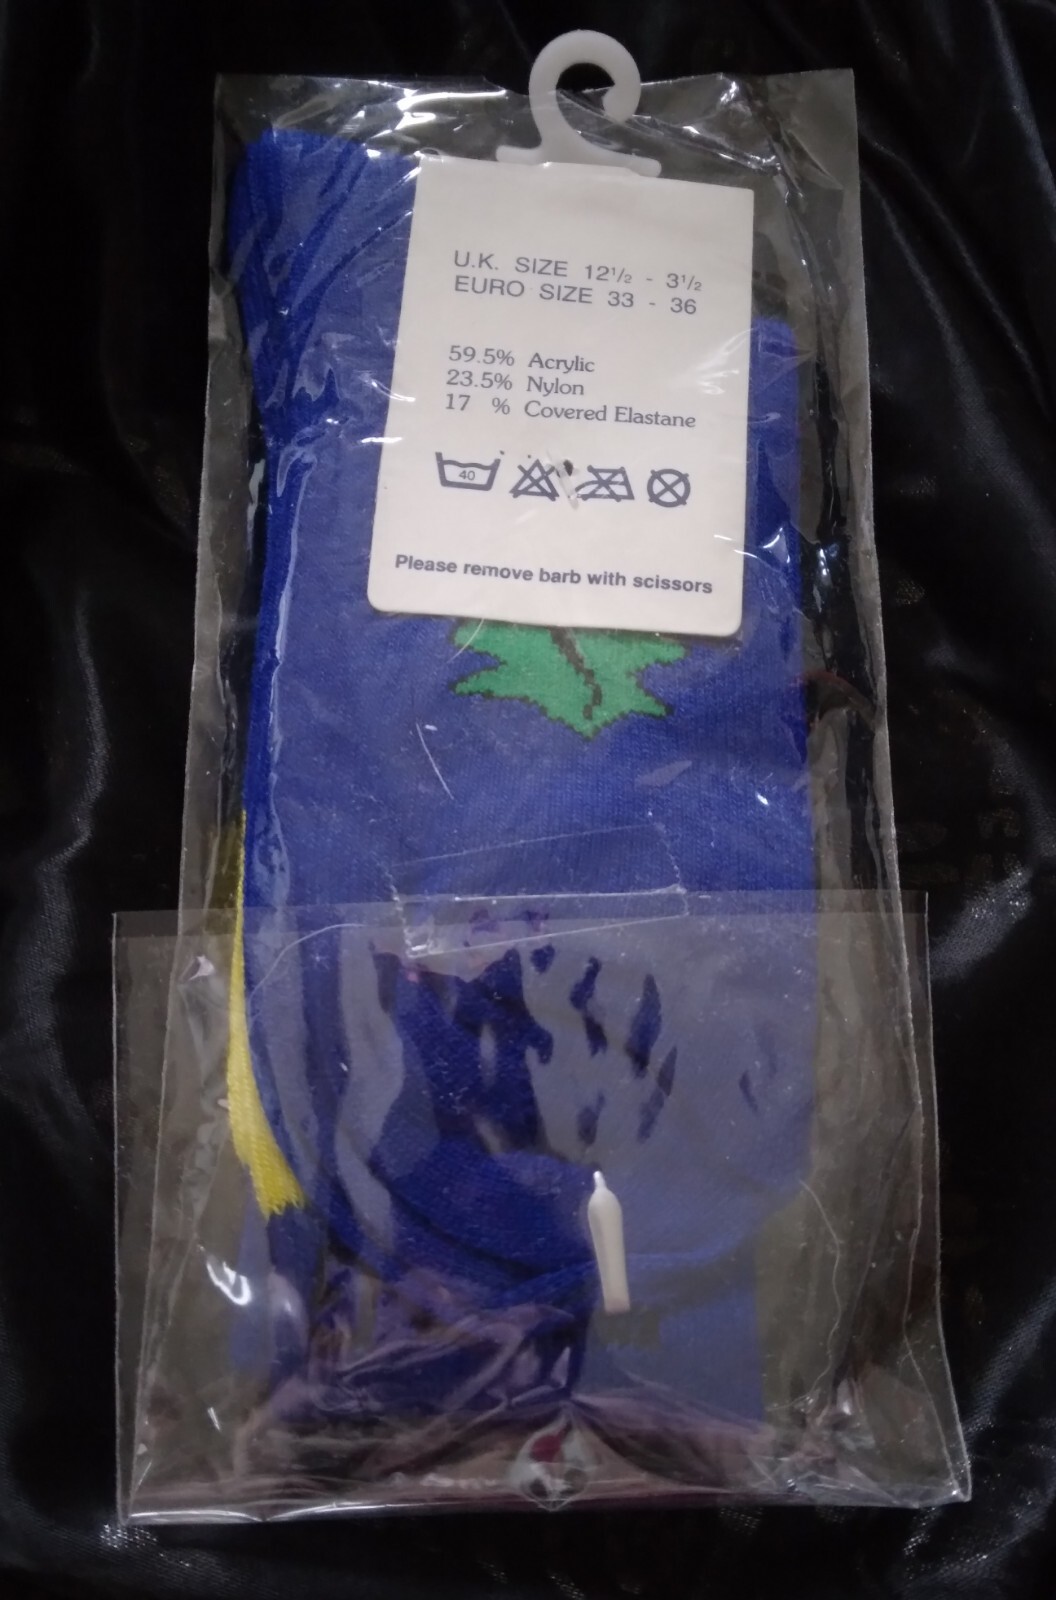 U.K. SIZE 12½ - 3½
EURO SIZE 33 - 36
59.5% Acrylic
23.5% Nylon
17 % Covered Elastane
40
Please remove barb with scissors